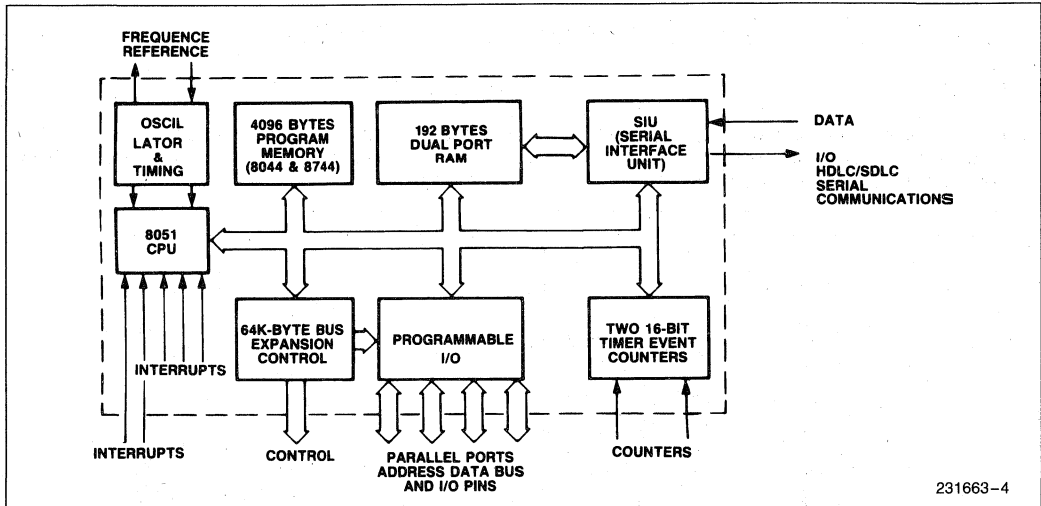 FREQUENCE
REFERENCE
OSCIL
LATOR
&
TIMING
4096 BYTES
PROGRAM
MEMORY
(8044 & 8744)
192 BYTES
DUAL PORT
RAM
SIU
(SERIAL
INTERFACE
UNIT)
DATA
I/O
HDLC/SDLC
SERIAL
COMMUNICATIONS
8051
CPU
64K-BYTE BUS
EXPANSION
CONTROL
PROGRAMMABLE
I/O
TWO 16-BIT
TIMER EVENT
COUNTERS
INTERRUPTS
INTERRUPTS
CONTROL
PARALLEL PORTS
ADDRESS DATA BUS
AND I/O PINS
COUNTERS
231663-4